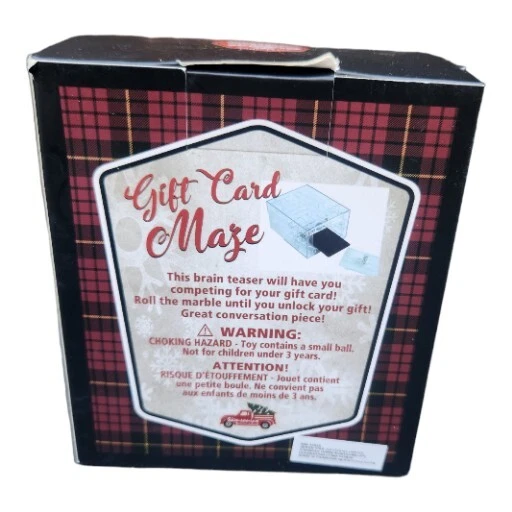 Gift Card
Maze
This brain teaser will have you
competing for your gift card!
Roll the marble until you unlock your gift!
Great conversation piece!
⚠ WARNING:
CHOKING HAZARD - Toy contains a small ball.
Not for children under 3 years.
ATTENTION!
RISQUE D'ÉTOUFFEMENT - Jouet contient
une petite boule. Ne convient pas
aux enfants de moins de 3 ans.